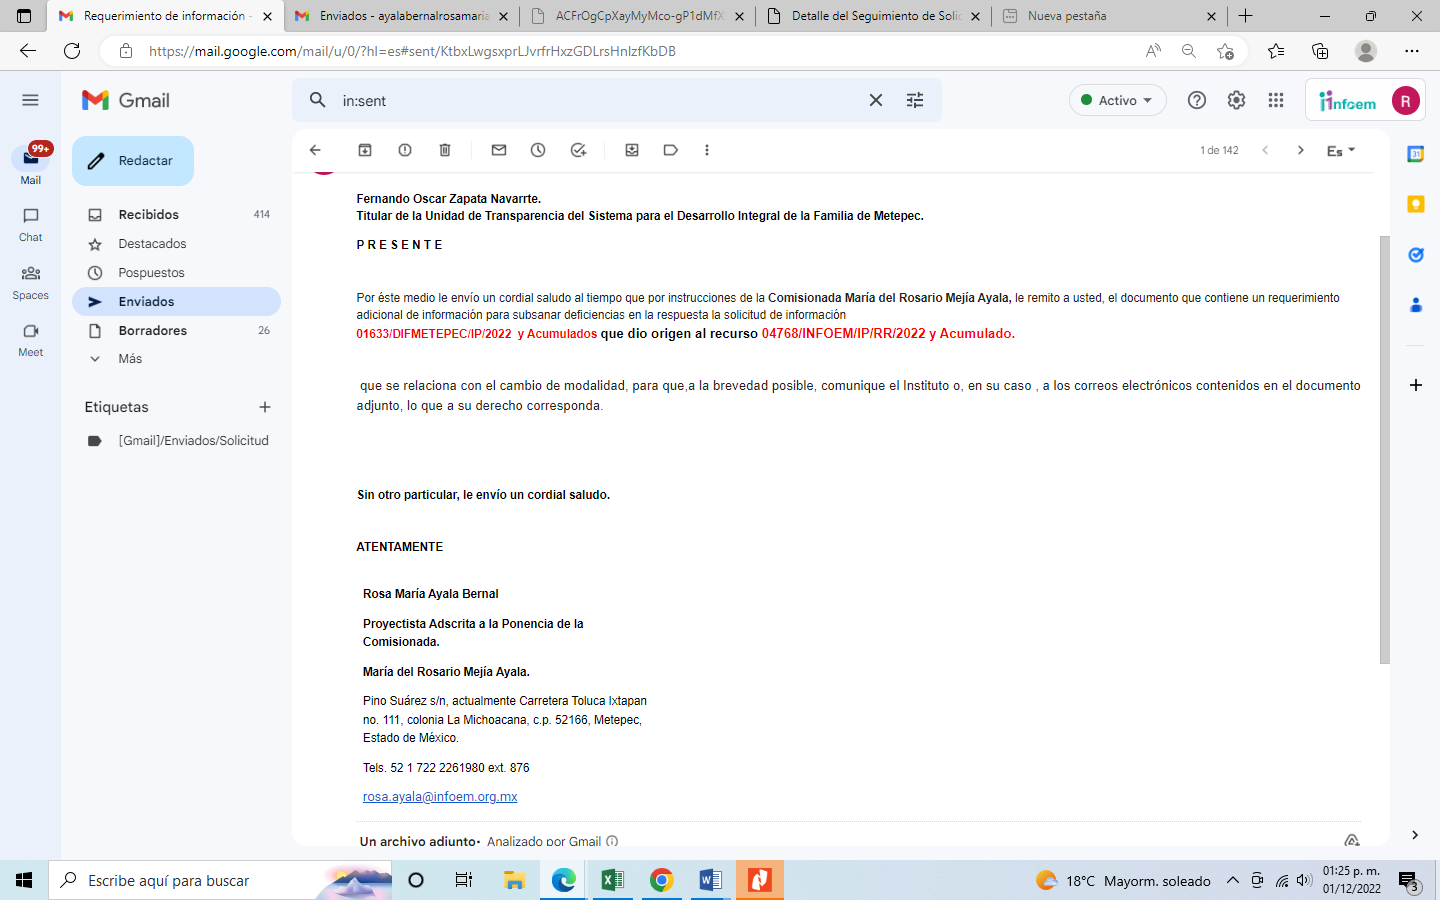 Requerimiento de información -
Enviados - ayalabernalrosamaria
ACFrOgCpXayMyMco-gP1dMfX
Detalle del Seguimiento de Solic
Nueva pestaña
https://mail.google.com/mail/u/0/?hl=es#sent/KtbxLwgsxprLJvrfrHxzGDLrsHnlzfKbDB
Gmail
in:sent
Activo
infoem
R
99+
Mail
Redactar
1 de 142
Es
31
Chat
Spaces
Meet
Recibidos 414
Destacados
Pospuestos
Enviados
Borradores 26
Más
Etiquetas
[Gmail]/Enviados/Solicitud
Fernando Oscar Zapata Navarrte.
Titular de la Unidad de Transparencia del Sistema para el Desarrollo Integral de la Familia de Metepec.
P R E S E N T E
Por éste medio le envío un cordial saludo al tiempo que por instrucciones de la Comisionada María del Rosario Mejía Ayala, le remito a usted, el documento que contiene un requerimiento
adicional de información para subsanar deficiencias en la respuesta la solicitud de información
01633/DIFMETEPEC/IP/2022 y Acumulados que dio origen al recurso 04768/INFOEM/IP/RR/2022 y Acumulado.
que se relaciona con el cambio de modalidad, para que,a la brevedad posible, comunique el Instituto o, en su caso , a los correos electrónicos contenidos en el documento
adjunto, lo que a su derecho corresponda.
Sin otro particular, le envío un cordial saludo.
ATENTAMENTE
Rosa María Ayala Bernal
Proyectista Adscrita a la Ponencia de la
Comisionada.
María del Rosario Mejía Ayala.
Pino Suárez s/n, actualmente Carretera Toluca Ixtapan
no. 111, colonia La Michoacana, c.p. 52166, Metepec,
Estado de México.
Tels. 52 1 722 2261980 ext. 876
rosa.ayala@infoem.org.mx
Un archivo adjunto • Analizado por Gmail
Escribe aquí para buscar
18°C Mayorm. soleado
01:25 p. m.
01/12/2022
3